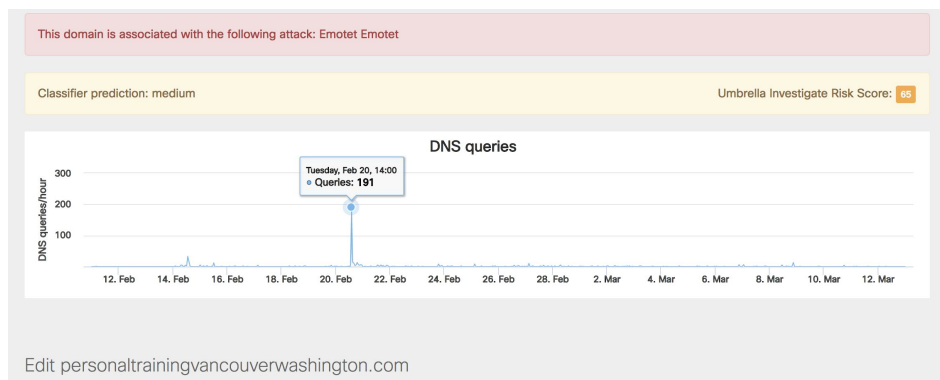 This domain is associated with the following attack: Emotet Emotet
Classifier prediction: medium Umbrella Investigate Risk Score: 65
DNS queries
Tuesday, Feb 20, 14:00
Queries: 191
DNS queries/hour
300
200
100
12. Feb 14. Feb 16. Feb 18. Feb 20. Feb 22. Feb 24. Feb 26. Feb 28. Feb 2. Mar 4. Mar 6. Mar 8. Mar 10. Mar 12. Mar
Edit personaltrainingvancouverwashington.com